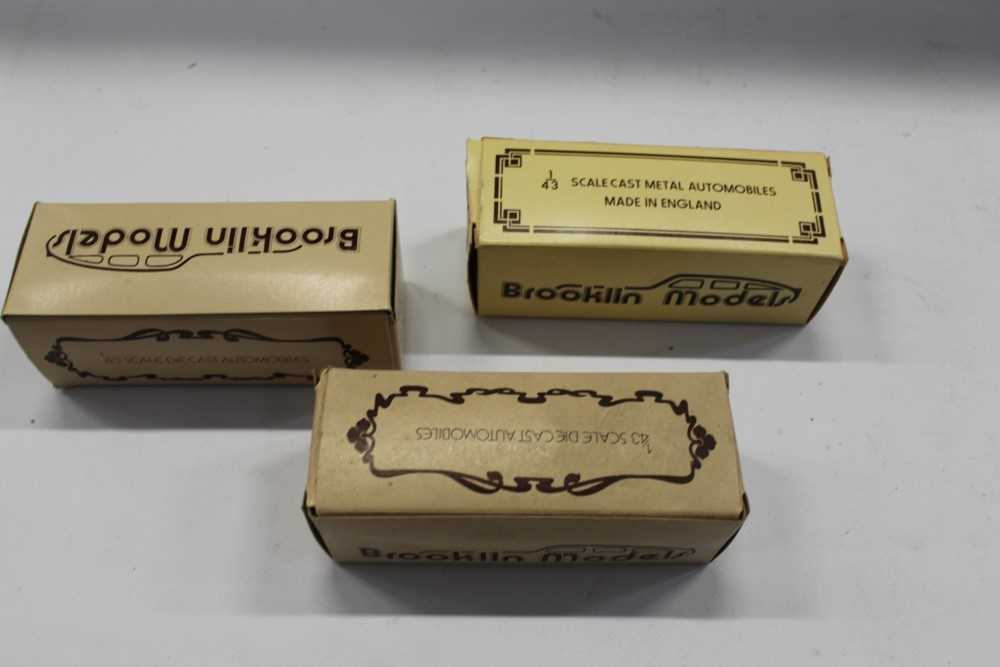 Brooklin Models
1/43 SCALE DIE CAST AUTOMOBILES
1/43 SCALE CAST METAL AUTOMOBILES
MADE IN ENGLAND
Brooklin Models
1/43 SCALE DIE CAST AUTOMOBILES
Brooklin Models